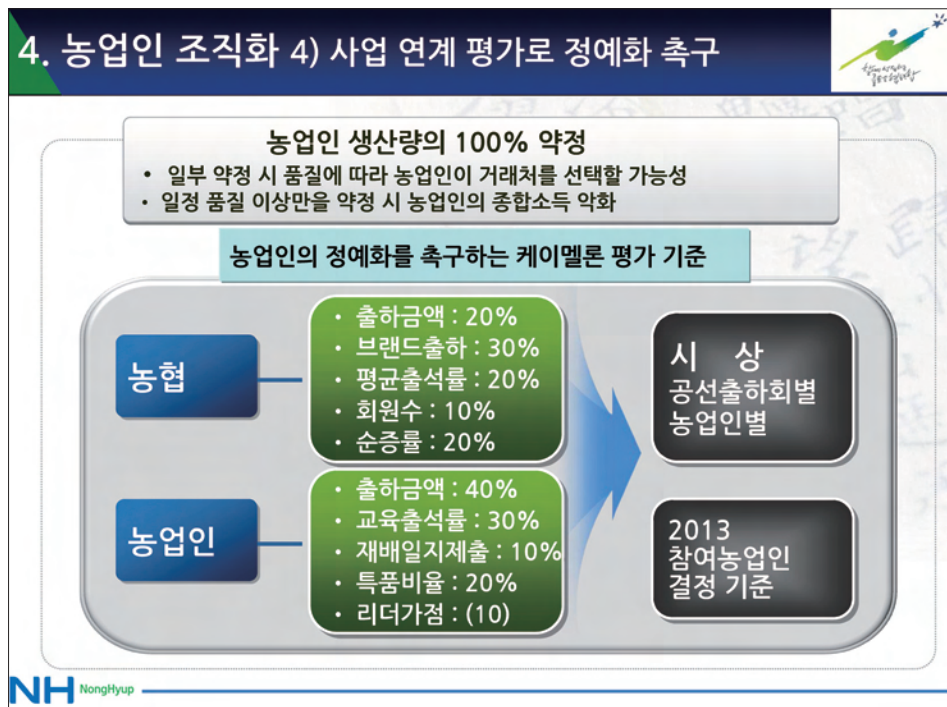 4. 농업인 조직화 4) 사업 연계 평가로 정예화 촉구
농업인 생산량의 100% 약정
• 일부 약정 시 품질에 따라 농업인이 거래처를 선택할 가능성
• 일정 품질 이상만을 약정 시 농업인의 종합소득 악화
농업인의 정예화를 촉구하는 케이멜론 평가 기준
농협
• 출하금액 : 20%
• 브랜드출하 : 30%
• 평균출석률 : 20%
• 회원수 : 10%
• 순증률 : 20%
농업인
• 출하금액 : 40%
• 교육출석률 : 30%
• 재배일지제출 : 10%
• 특품비율 : 20%
• 리더가점 : (10)
시 상
공선출하회별
농업인별
2013
참여농업인
결정 기준
NH NongHyup